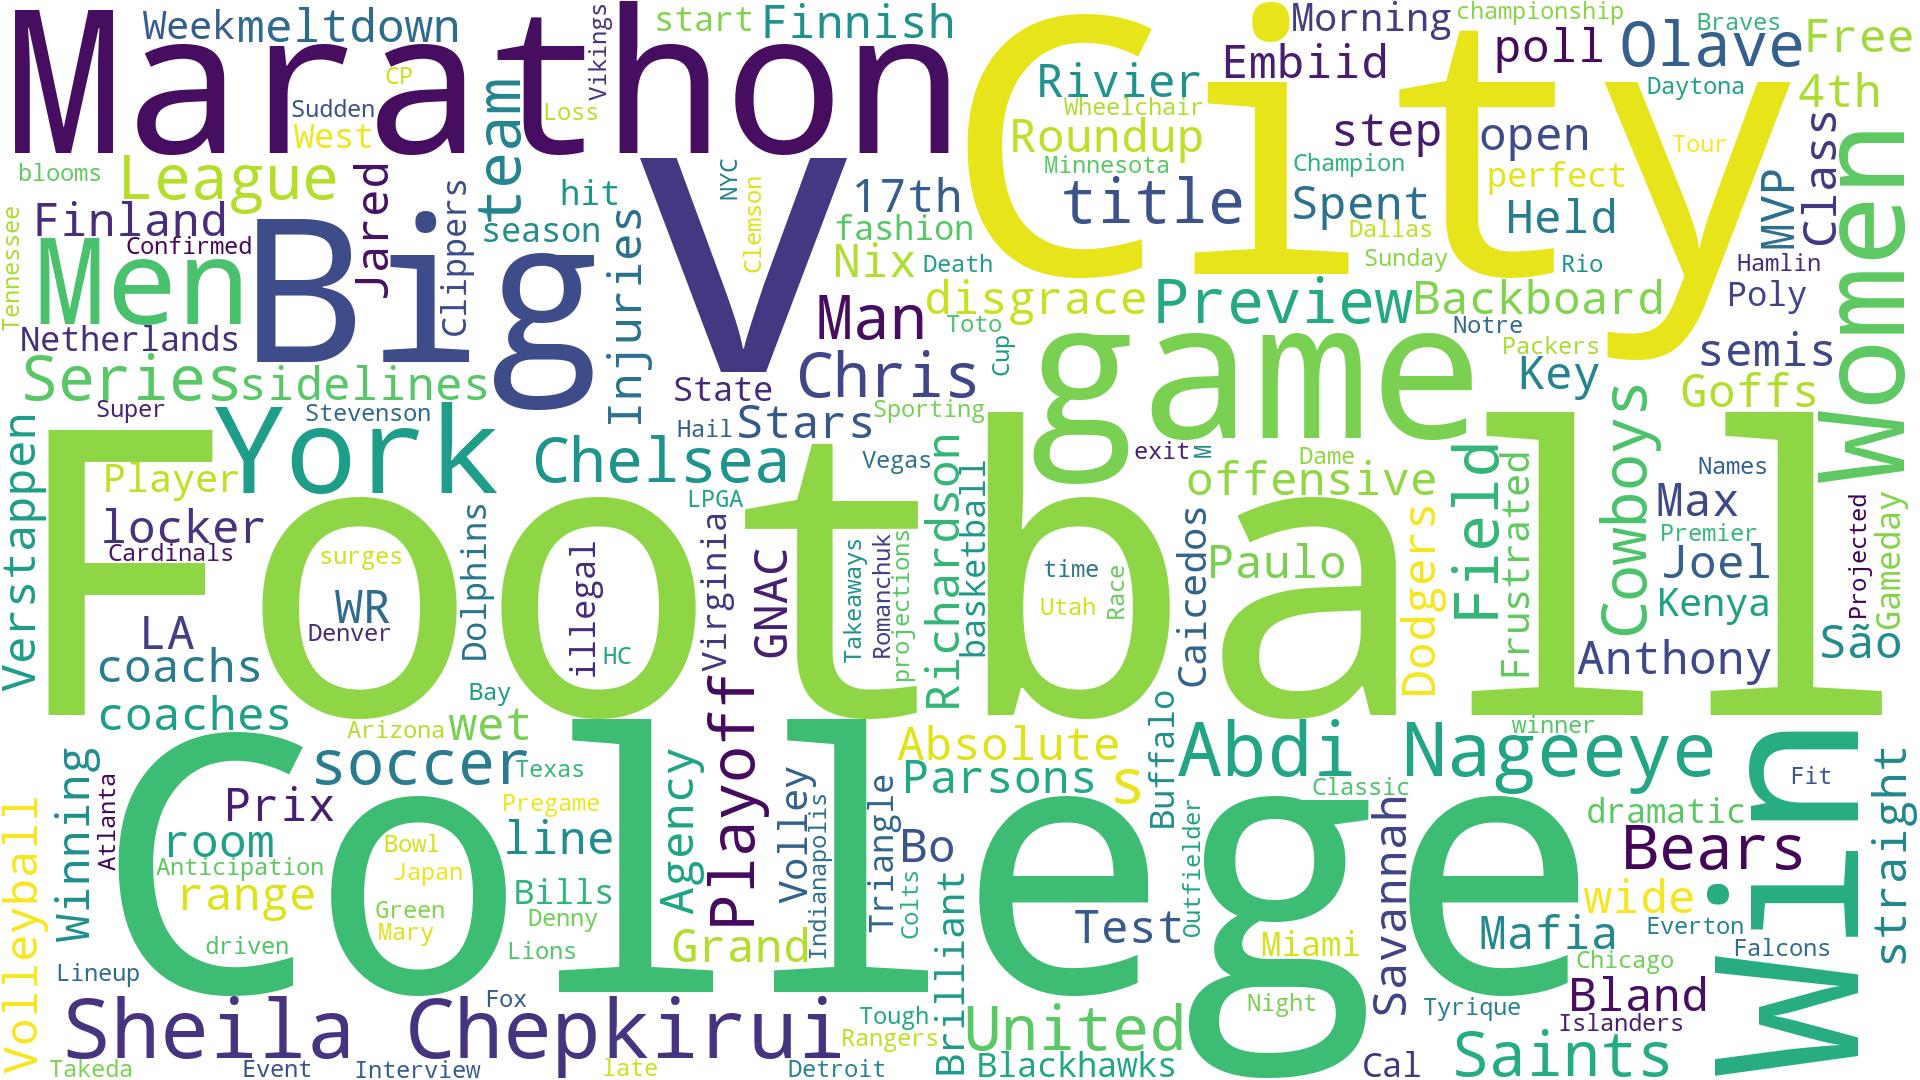 Marathon
City
Week
meltdown
CP
Sudden
West
Vikings
Loss
start
Finnish
Morning
championship
Embiid
poll
Olave
Braves
Free
Rivier
Wheelchair
Daytona
4th
Roundup
Minnesota
step
open
Tour
Champion
perfect
team
blooms
League
Jared
Clippers
hit
V
NYC
Clemson
17th
title
Spent
Held
MVP
Class
Women
Finland
Confirmed
Tennessee
Men
Big
season
Injuries
fashion
Nix
Death
Dallas
Sunday
Rio
Hamlin
Poly
Netherlands
Man
disgrace
Preview
Backboard
Toto
Cup
Notre
Packers
game
semis
Series
sidelines
State
Chris
Key
Goffs
Super
Stevenson
Hail
Stars
Sporting
Verstappen
York
Chelsea
Vegas
exit
M
Dame
Names
Player
LPGA
offensive
Max
locker
Cardinals
Football
Richardson
basketball
Field
Frustrated
Cowboys
Premier
Projected
Gameday
surges
Dolphins
illegal
Virginia
GNAC
Takeaways
Romanchuk
projections
time
Utah
Race
Caicedos
Paulo
Dodgers
Joel
Kenya
WR
Denver
LA
HC
coachs
Anthony
São
Bay
coaches
Arizona
wet
Playoff
Buffalo
winner
Winning
soccer
Texas
Agency
Absolute
Abdi Nageeye
Win
straight
Atlanta
Prix
Pregame
Volley
Indianapolis
Triangle
Parsons
s
Classic
Fit
Volleyball
College
room
line
Bowl
Japan
Bo
dramatic
Bears
Anticipation
range
Bills
Denny
Green
Mary
Colts
Brilliant
Test
Outfielder
Savannah
wide
Mafia
Everton
driven
Lions
Grand
Miami
Falcons
Chicago
Lineup
Sheila Chepkirui
Fox
Tough
Rangers
United
Night
Tyrique
Bland
Islanders
Takeda
Event
Interview
late
Detroit
Blackhawks
Cal
Saints